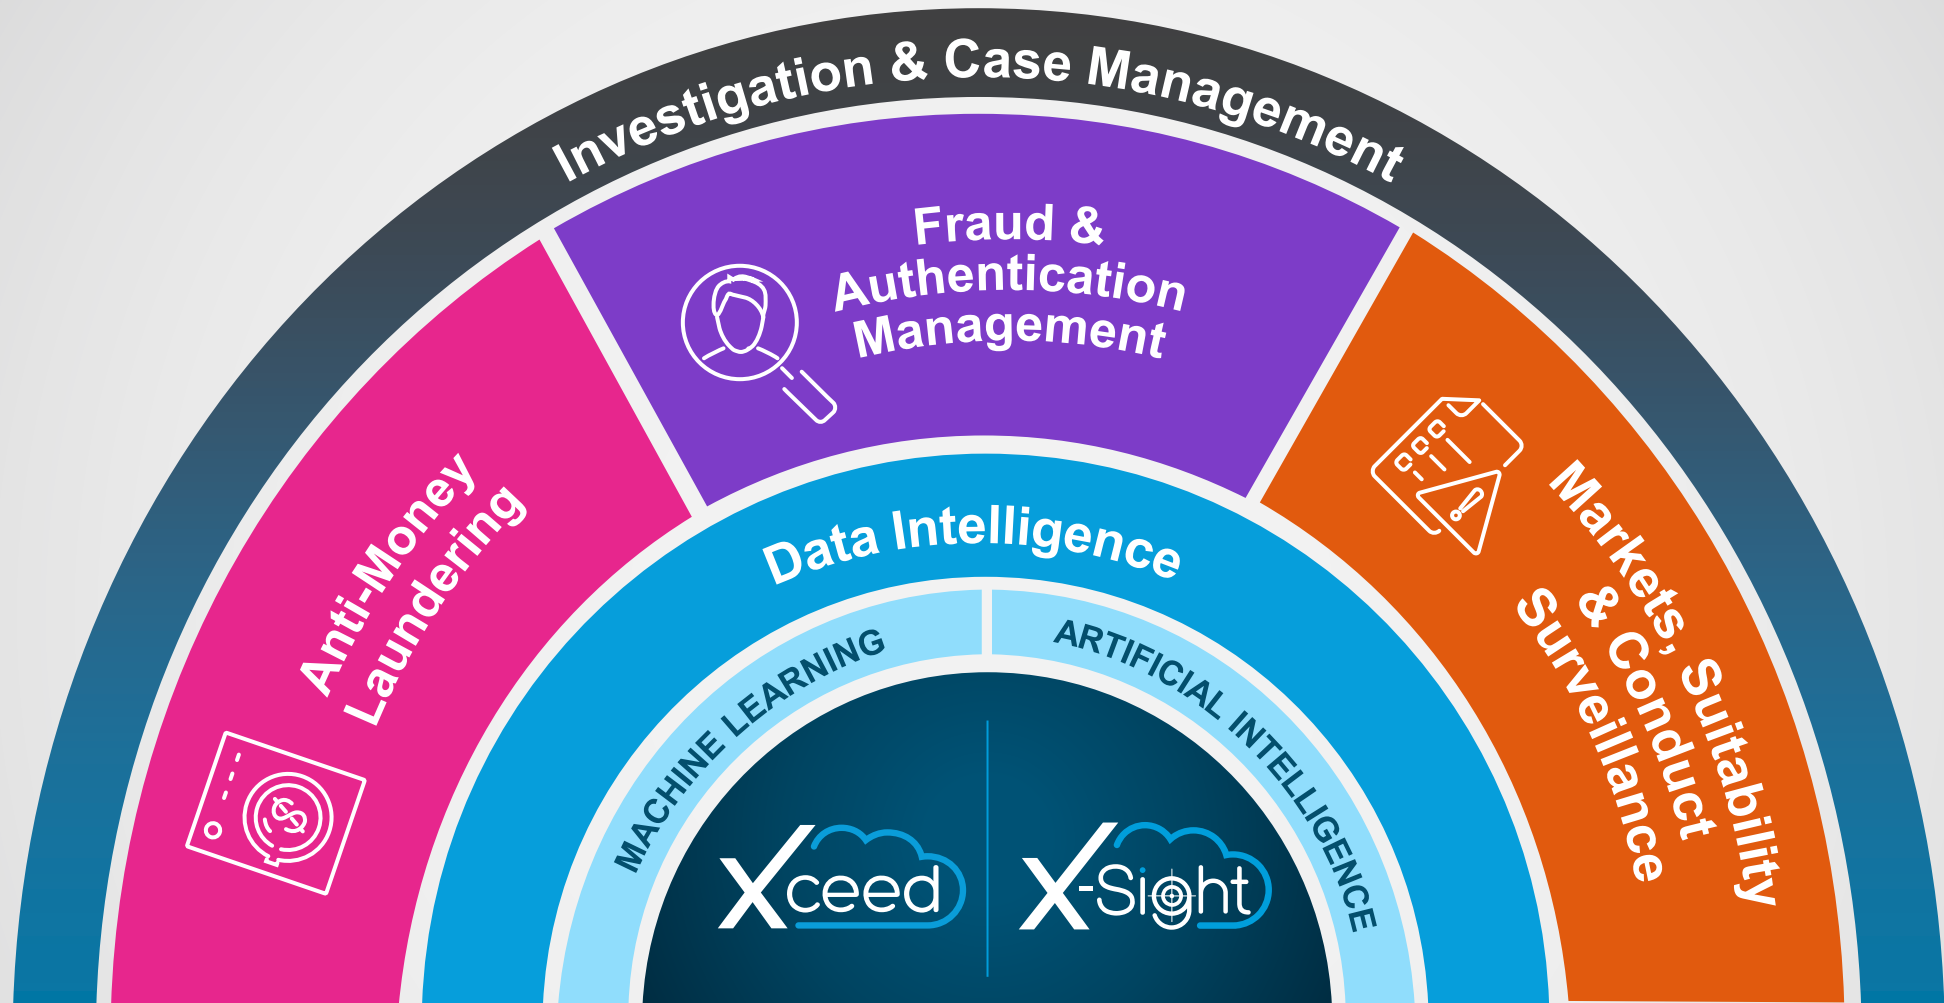 Investigation & Case Management
Fraud &
Authentication
Management
Anti-Money
Laundering
Markets, Suitability
& Conduct
Surveillance
Data Intelligence
MACHINE LEARNING
ARTIFICIAL INTELLIGENCE
Xceed
X-Sight